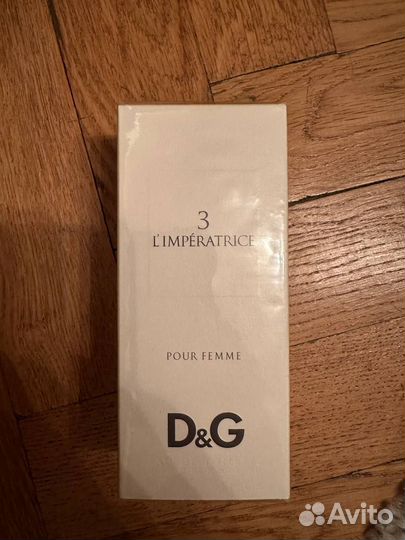 3
L'IMPÉRATRICE
POUR FEMME
D&G
Avito